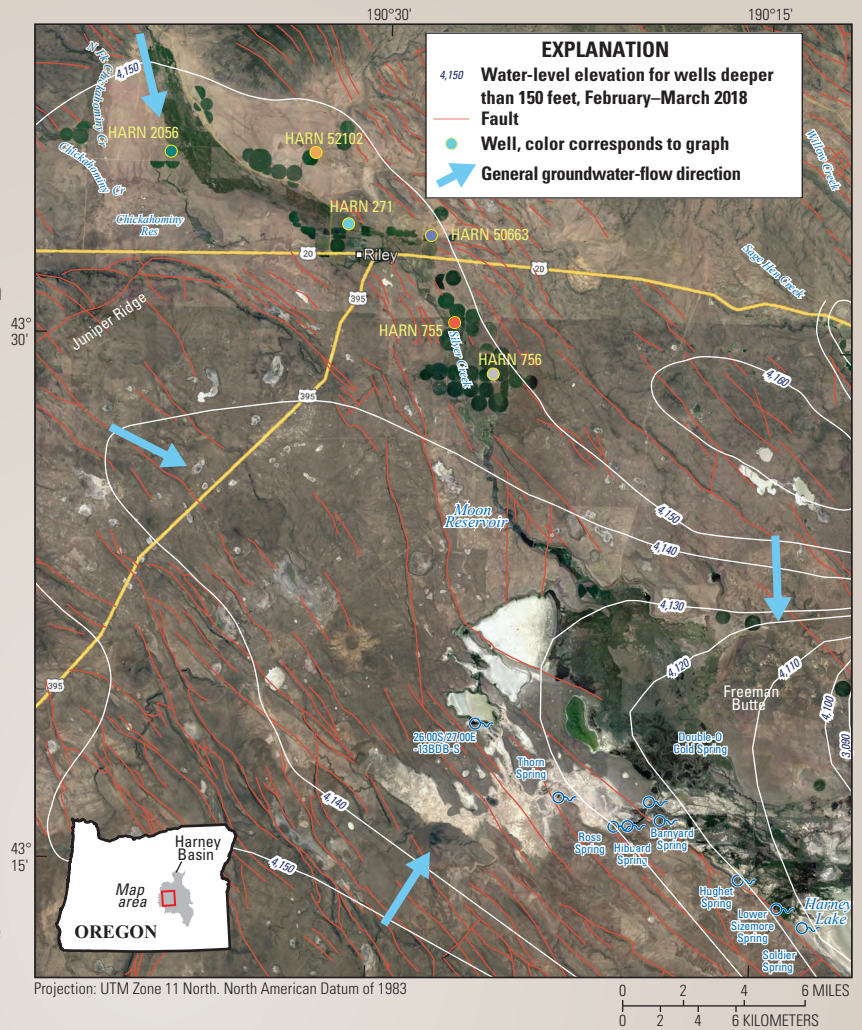 190°30'
190°15'
EXPLANATION
4,150 Water-level elevation for wells deeper
than 150 feet, February–March 2018
Fault
Well, color corresponds to graph
General groundwater-flow direction
4,150
N Fk Chickahominy Cr
HARN 2056
HARN 52102
Chickahominy Cr
Willow Creek
Chickahominy
Res
HARN 271
HARN 50663
20
Riley
20
Sage Hen Creek
395
Juniper Ridge
43°
30'
HARN 755
Silver Creek
HARN 756
4,160
395
Moon
Reservoir
4,150
4,140
4,130
4,120
4,110
4,100
3,090
Freeman
Butte
395
26.00S/27.00E
-13BDB-S
Double-O
Cold Spring
Thorn
Spring
Ross
Spring
Hibbard
Spring
Barnyard
Spring
4,140
43°
15'
4,150
Hughet
Spring
Lower
Sizemore
Spring
Harney
Lake
Soldier
Spring
Harney
Basin
Map
area
OREGON
Projection: UTM Zone 11 North. North American Datum of 1983
0 2 4 6 MILES
0 2 4 6 KILOMETERS